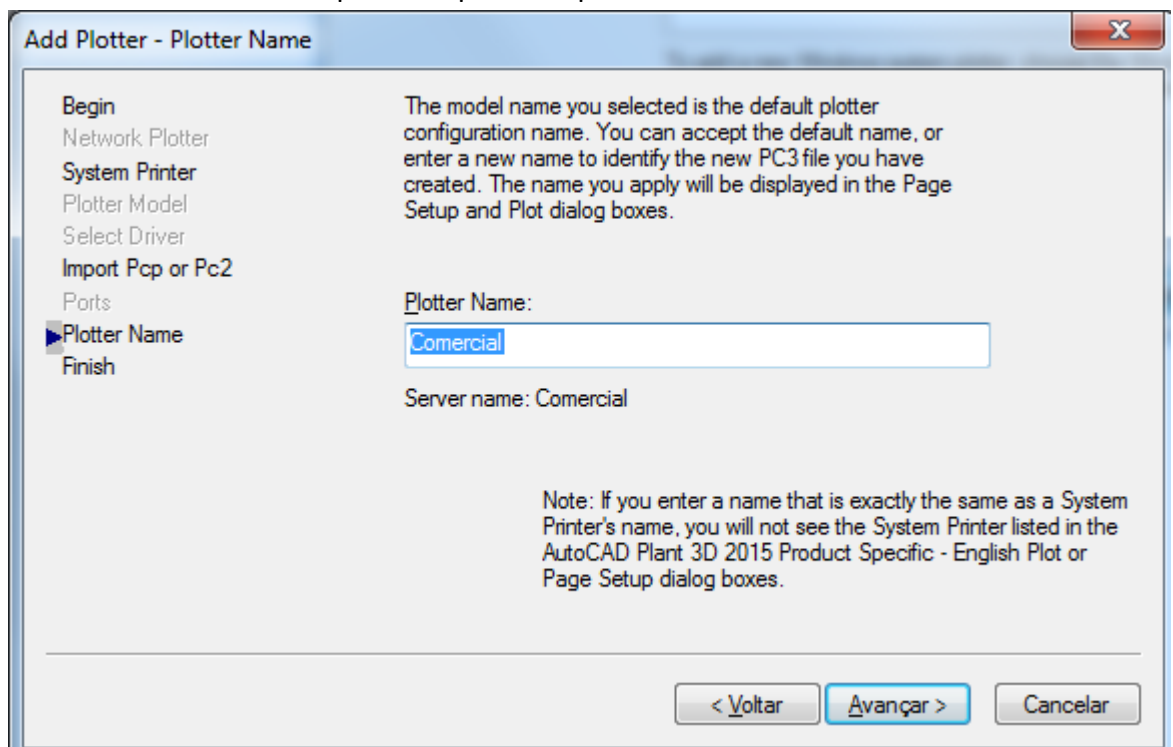 Add Plotter - Plotter Name
Begin
Network Plotter
System Printer
Plotter Model
Select Driver
Import Pcp or Pc2
Ports
Plotter Name
Finish
The model name you selected is the default plotter
configuration name. You can accept the default name, or
enter a new name to identify the new PC3 file you have
created. The name you apply will be displayed in the Page
Setup and Plot dialog boxes.
Plotter Name:
Comercial
Server name: Comercial
Note: If you enter a name that is exactly the same as a System
Printer's name, you will not see the System Printer listed in the
AutoCAD Plant 3D 2015 Product Specific - English Plot or
Page Setup dialog boxes.
< Voltar
Avançar >
Cancelar